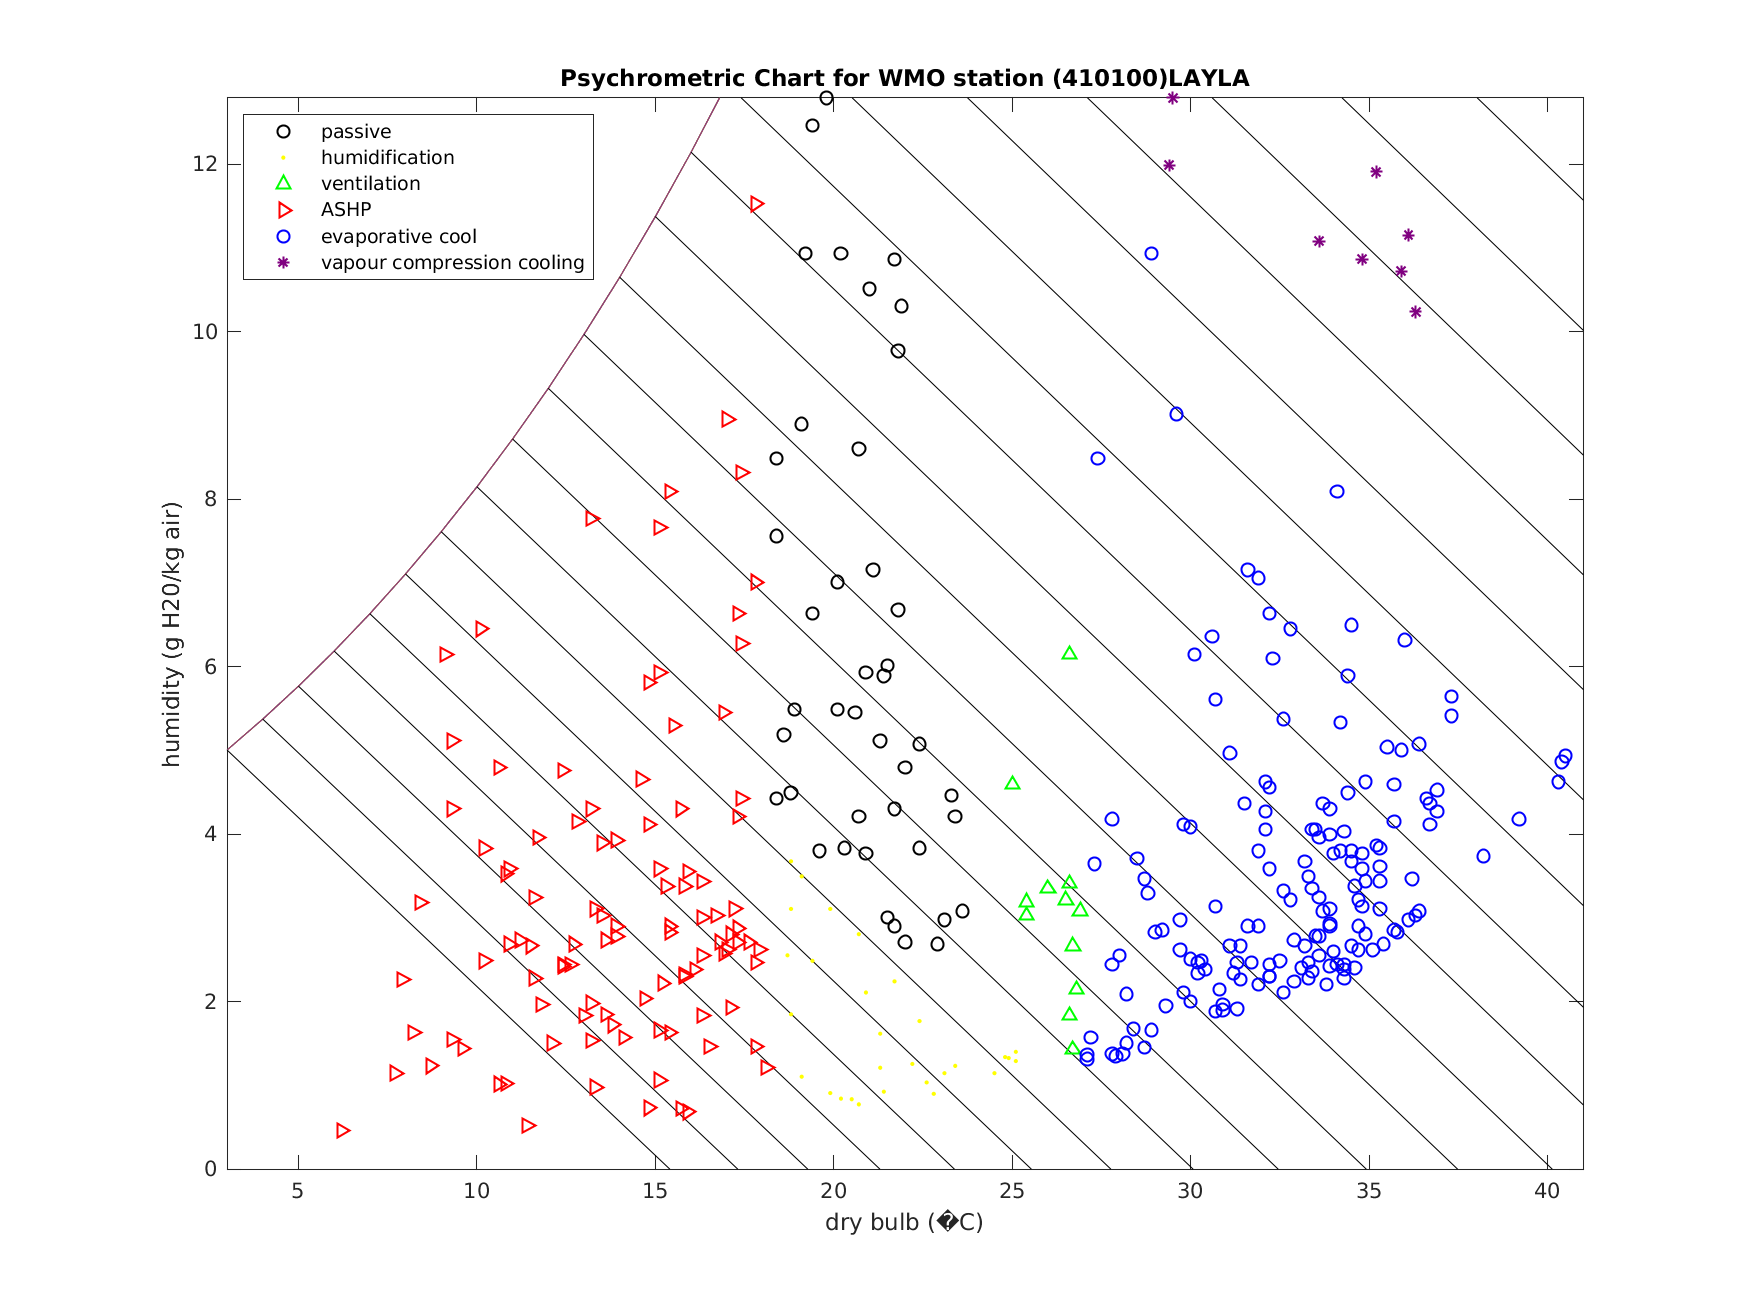 Psychrometric Chart for WMO station (410100)LAYLA
passive
humidification
ventilation
ASHP
evaporative cool
vapour compression cooling
humidity (g H20/kg air)
12
10
8
6
4
2
0
5 10 15 20 25 30 35 40
dry bulb (�C)